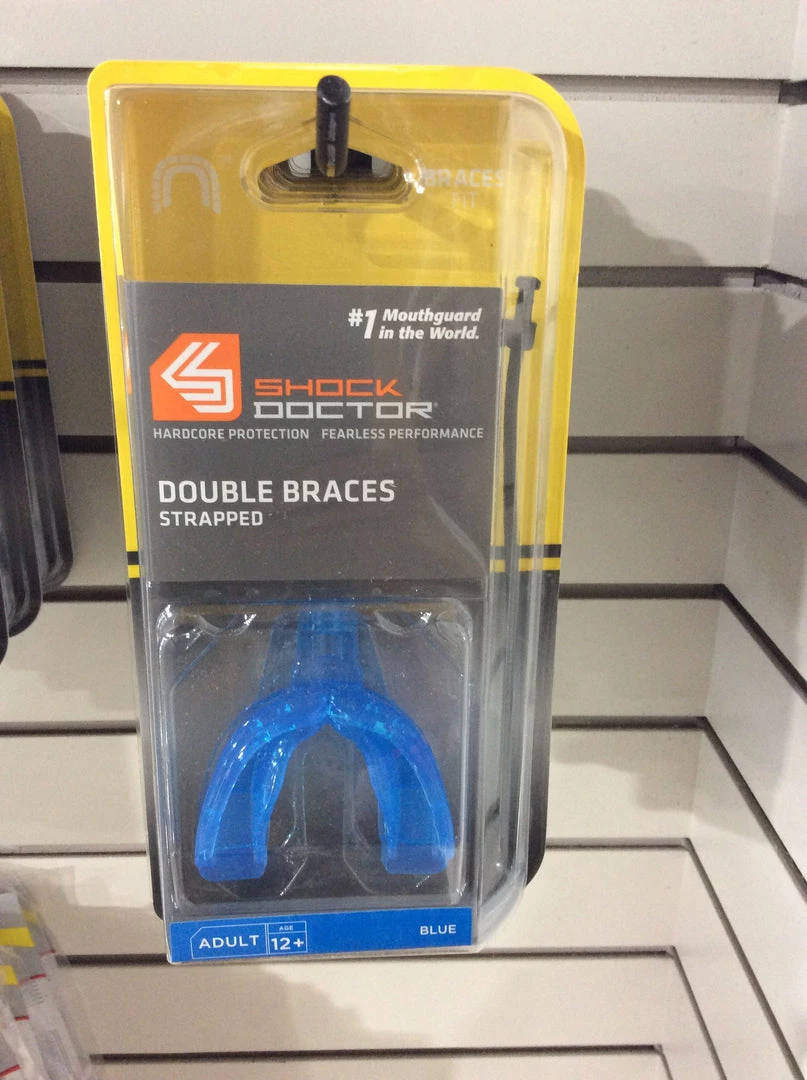 BRACES
FIT
#1 Mouthguard
in the World.
SHOCK
DOCTOR
HARDCORE PROTECTION FEARLESS PERFORMANCE
DOUBLE BRACES
STRAPPED
ADULT
AGE
12+
BLUE